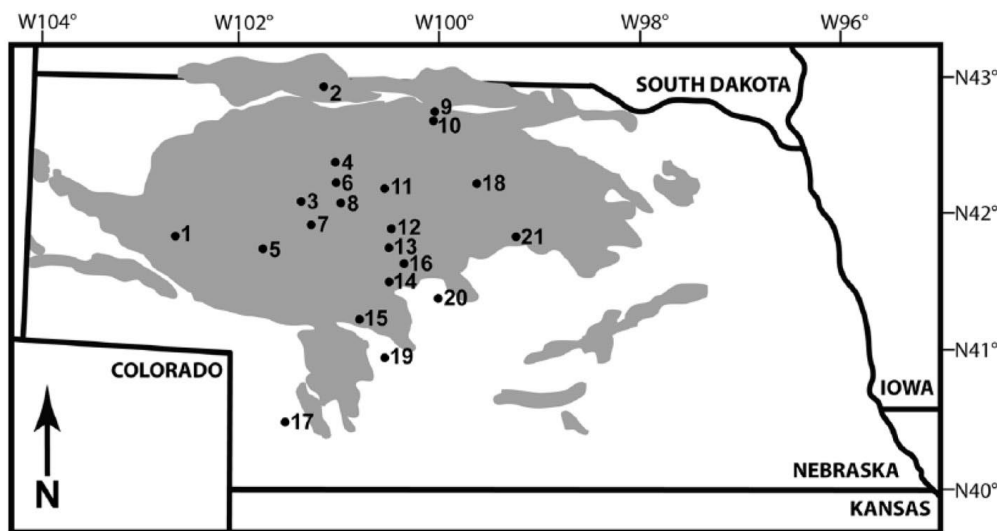 W104° W102° W100° W98° W96°
N43°
SOUTH DAKOTA
2
9
10
4
6
11
18
3
8
7
12
N42°
1
5
13
21
16
14
20
15
19
N41°
COLORADO
IOWA
17
N
NEBRASKA
N40°
KANSAS